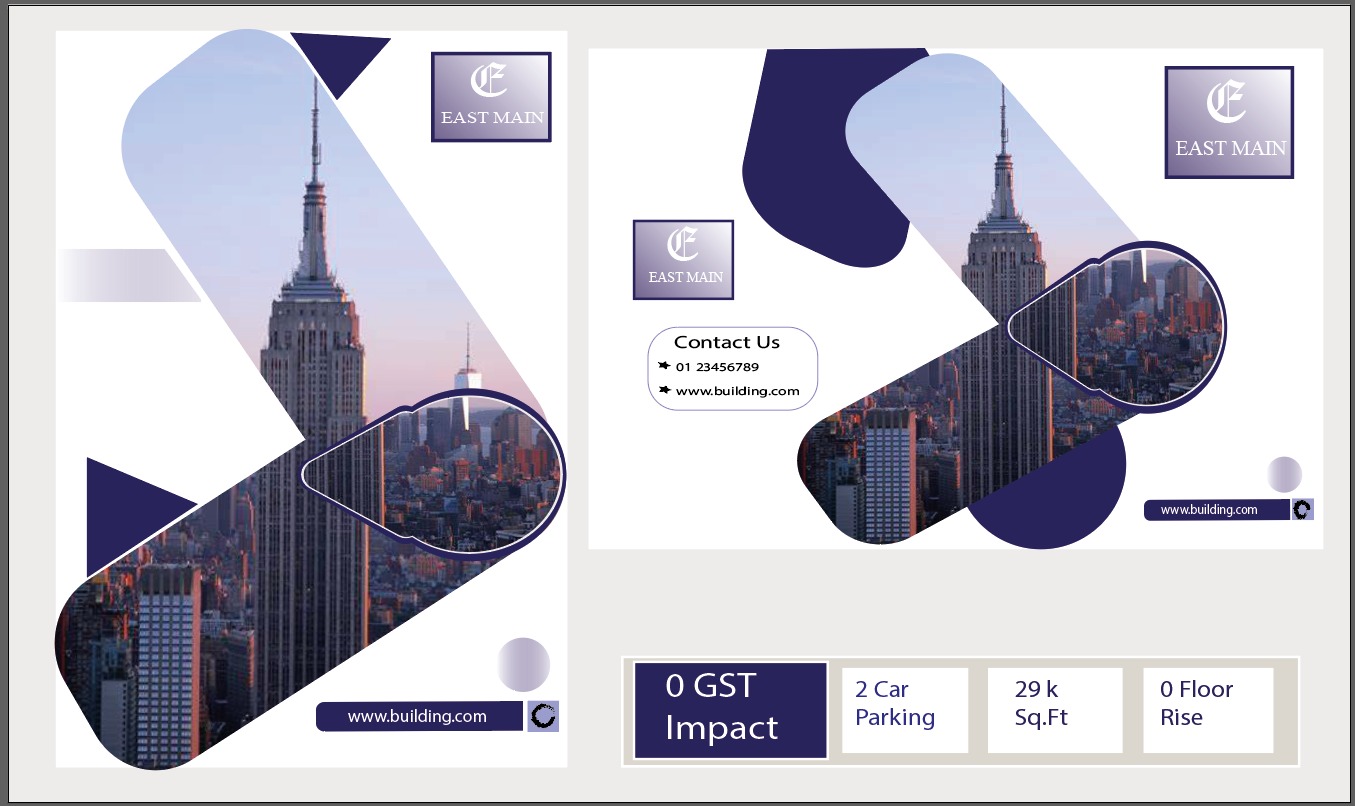 E
EAST MAIN
www.building.com
E
EAST MAIN
E
EAST MAIN
Contact Us
01 23456789
www.building.com
www.building.com
0 GST
Impact
2 Car
Parking
29 k
Sq.Ft
0 Floor
Rise